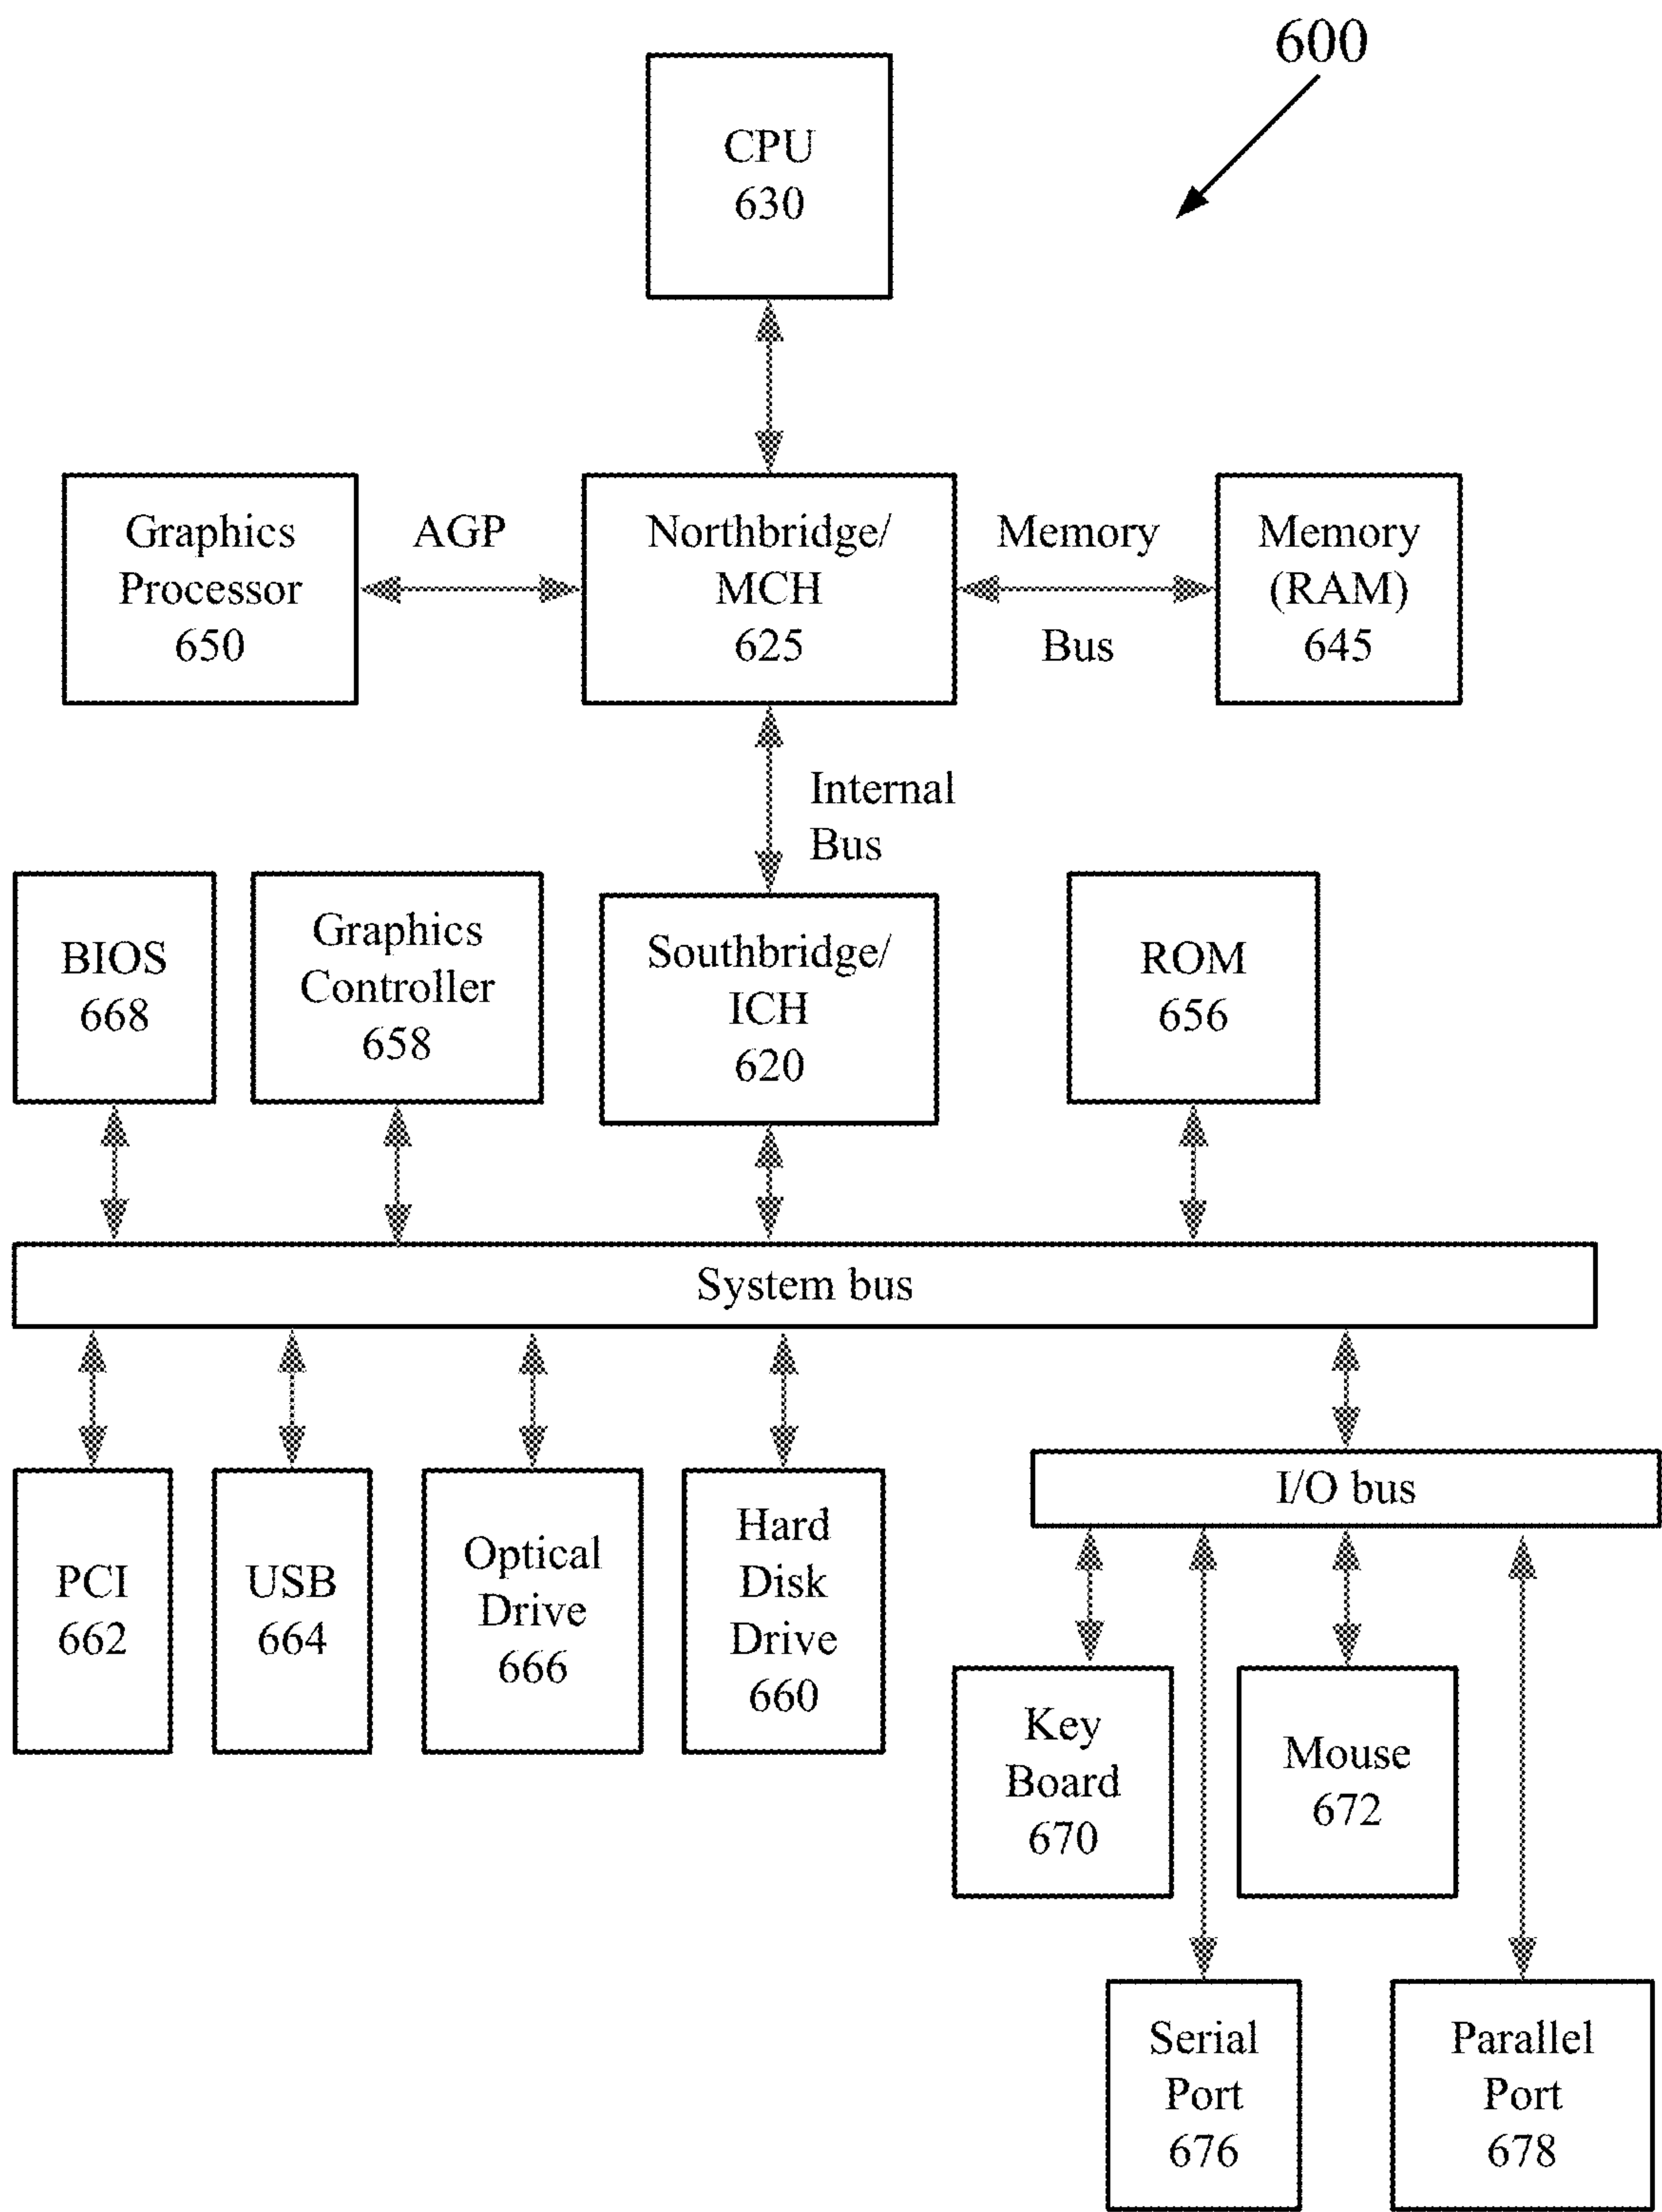 600
CPU
630
Graphics
Processor
650
AGP
Northbridge/
MCH
625
Memory
Bus
Memory
(RAM)
645
Internal
Bus
BIOS
668
Graphics
Controller
658
Southbridge/
ICH
620
ROM
656
System bus
PCI
662
USB
664
Optical
Drive
666
Hard
Disk
Drive
660
I/O bus
Key
Board
670
Mouse
672
Serial
Port
676
Parallel
Port
678